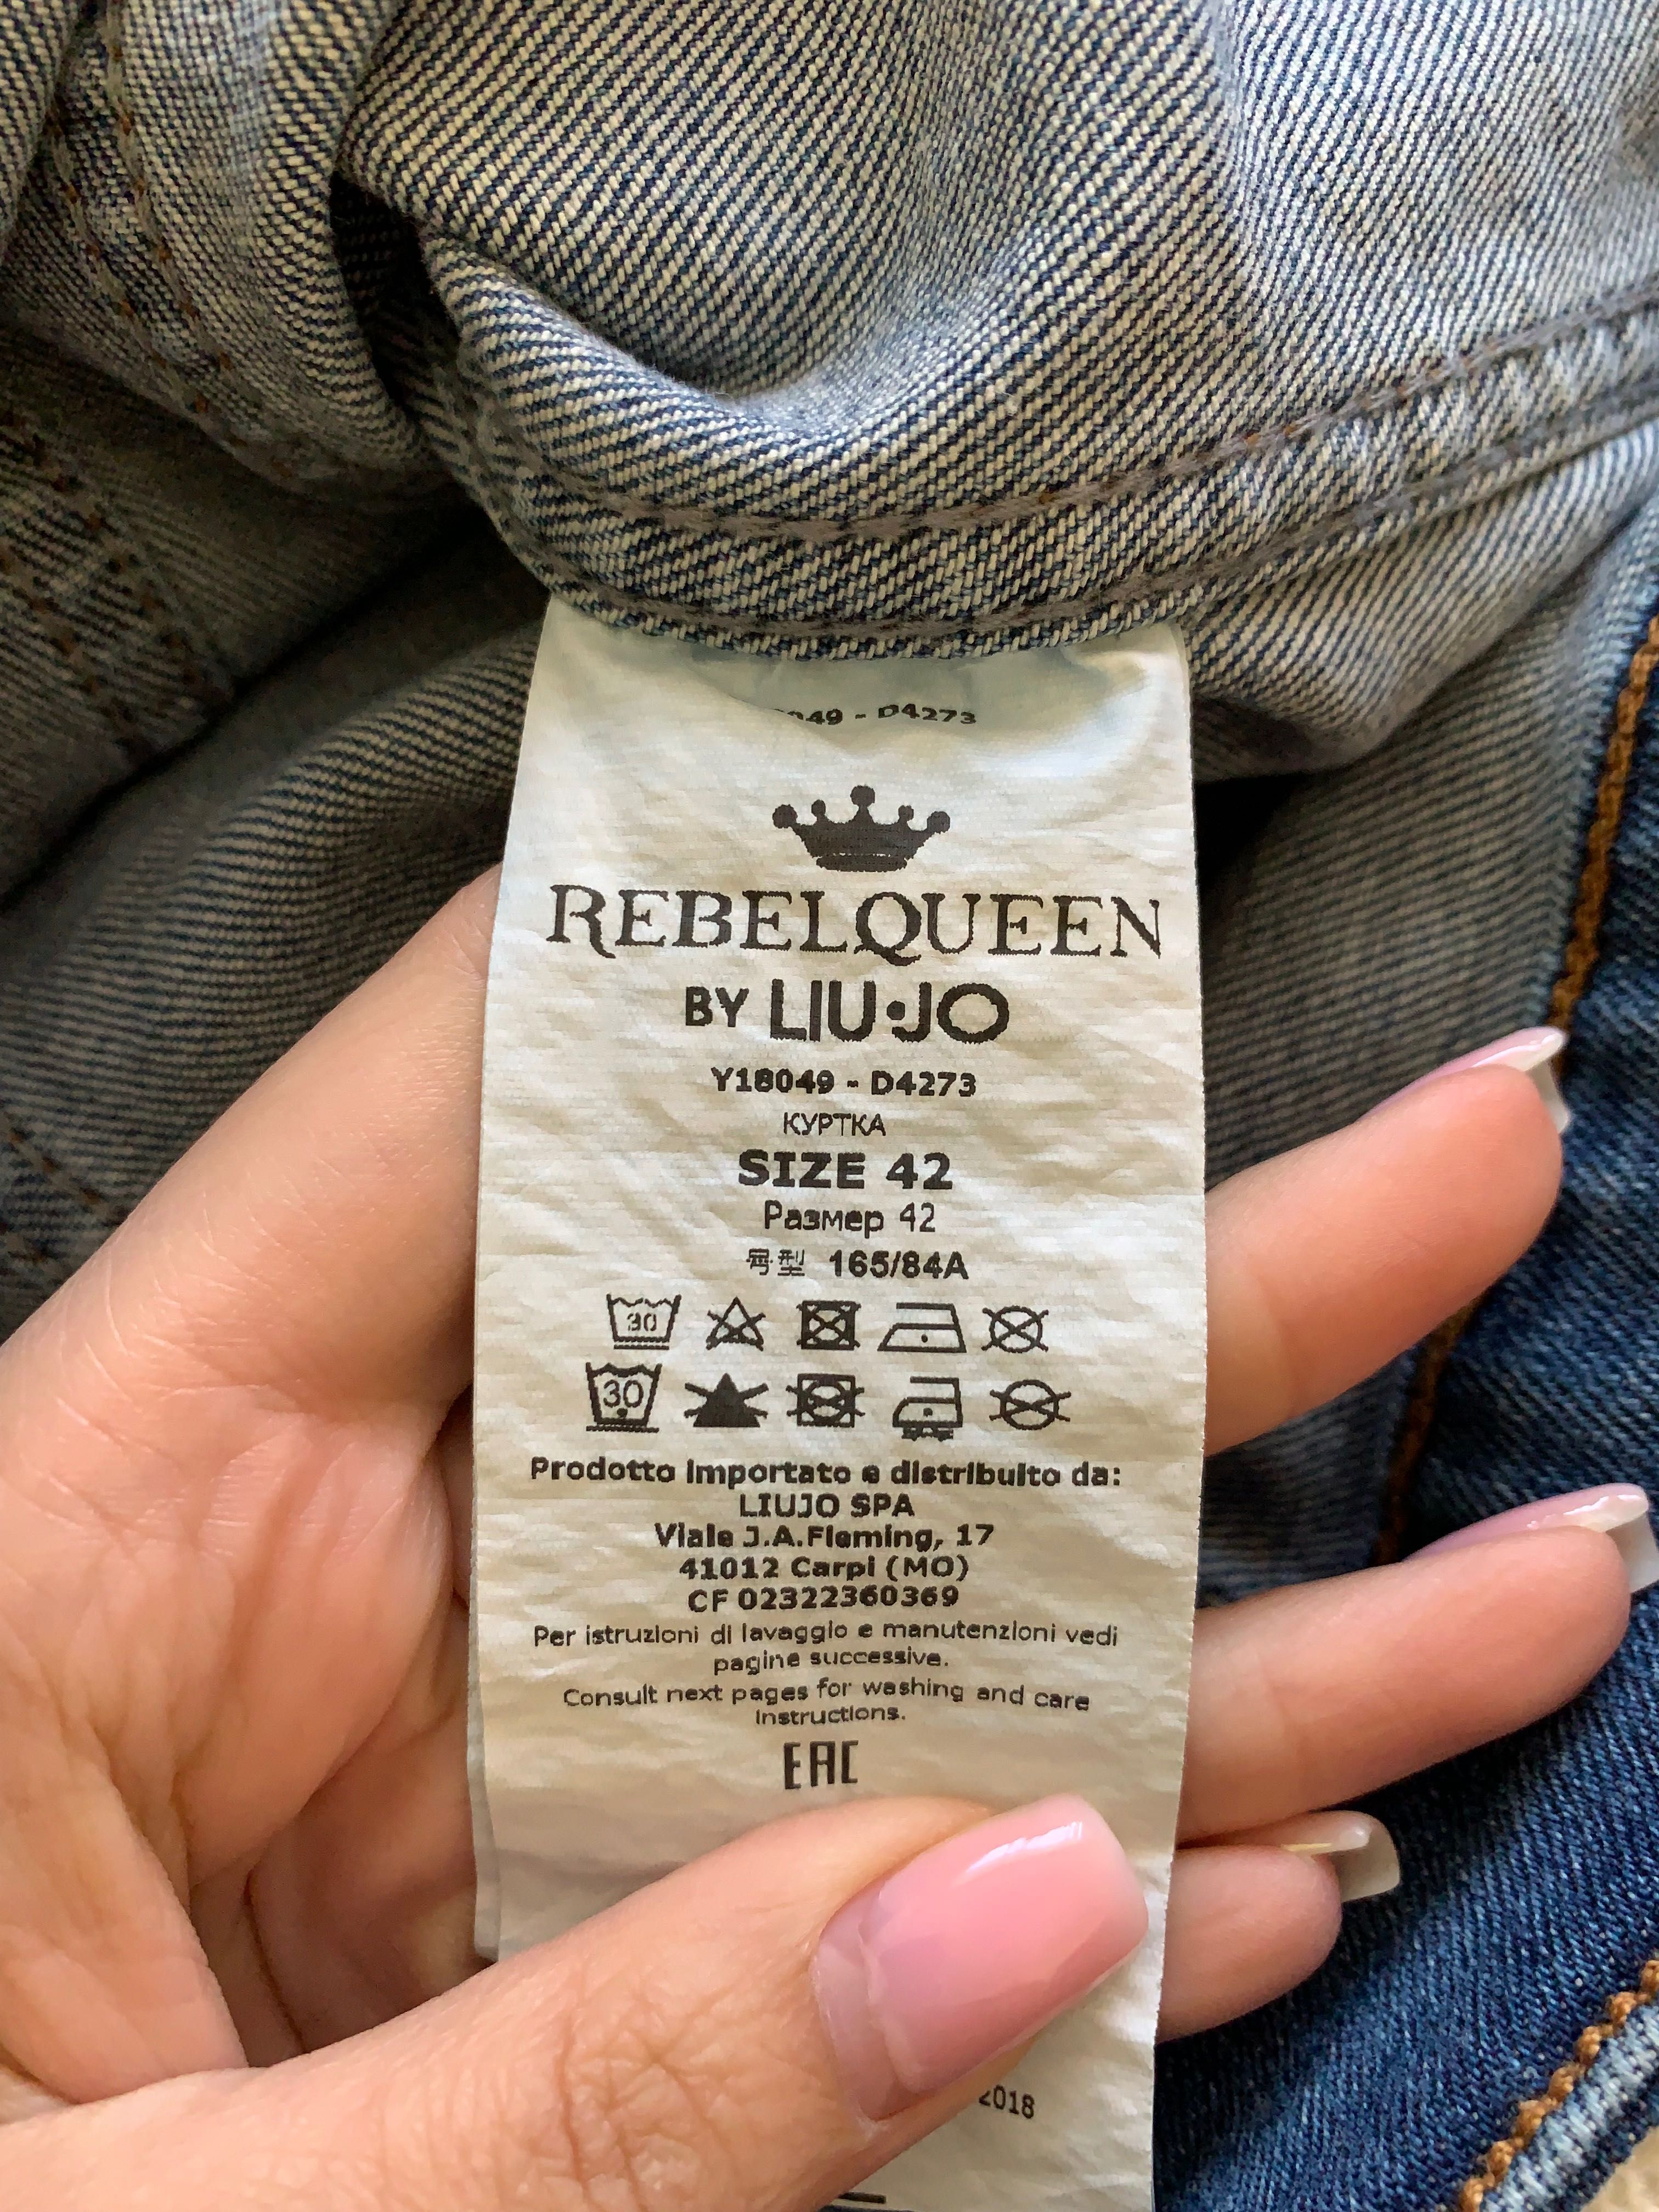 049 - D4273
REBELQUEEN
BY LIU·JO
Y18049 - D4273
КУРТКА
SIZE 42
Размер 42
号型 165/84A
30
30
Prodotto importato e distribuito da:
LIUJO SPA
Viale J.A.Fleming, 17
41012 Carpi (MO)
CF 02322360369
Per istruzioni di lavaggio e manutenzioni vedi
pagine successive.
Consult next pages for washing and care
instructions.
EAC
2018